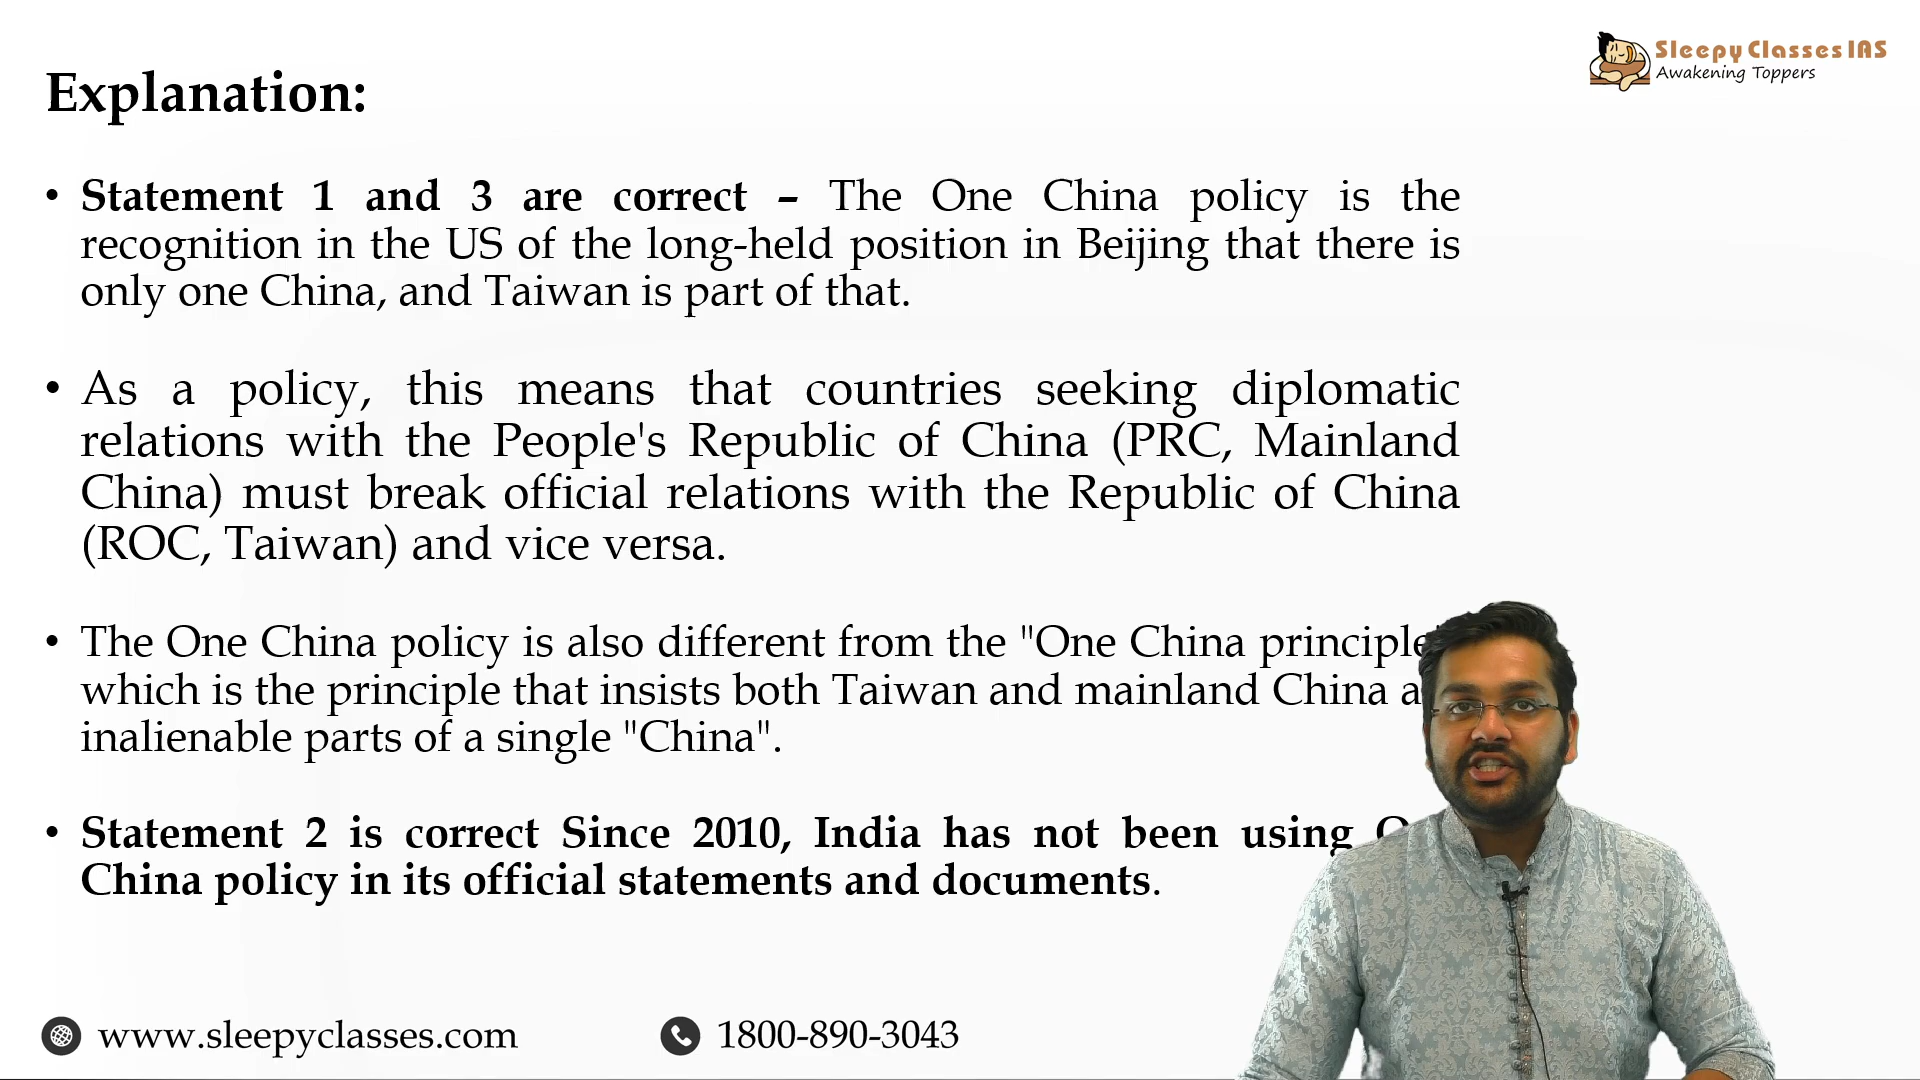 Sleepy Classes IAS
Awakening Toppers
Explanation:
• Statement 1 and 3 are correct – The One China policy is the
recognition in the US of the long-held position in Beijing that there is
only one China, and Taiwan is part of that.
• As a policy, this means that countries seeking diplomatic
relations with the People's Republic of China (PRC, Mainland
China) must break official relations with the Republic of China
(ROC, Taiwan) and vice versa.
• The One China policy is also different from the "One China principle"
which is the principle that insists both Taiwan and mainland China
inalienable parts of a single "China".
• Statement 2 is correct Since 2010, India has not been using
China policy in its official statements and documents.
www.sleepyclasses.com
1800-890-3043